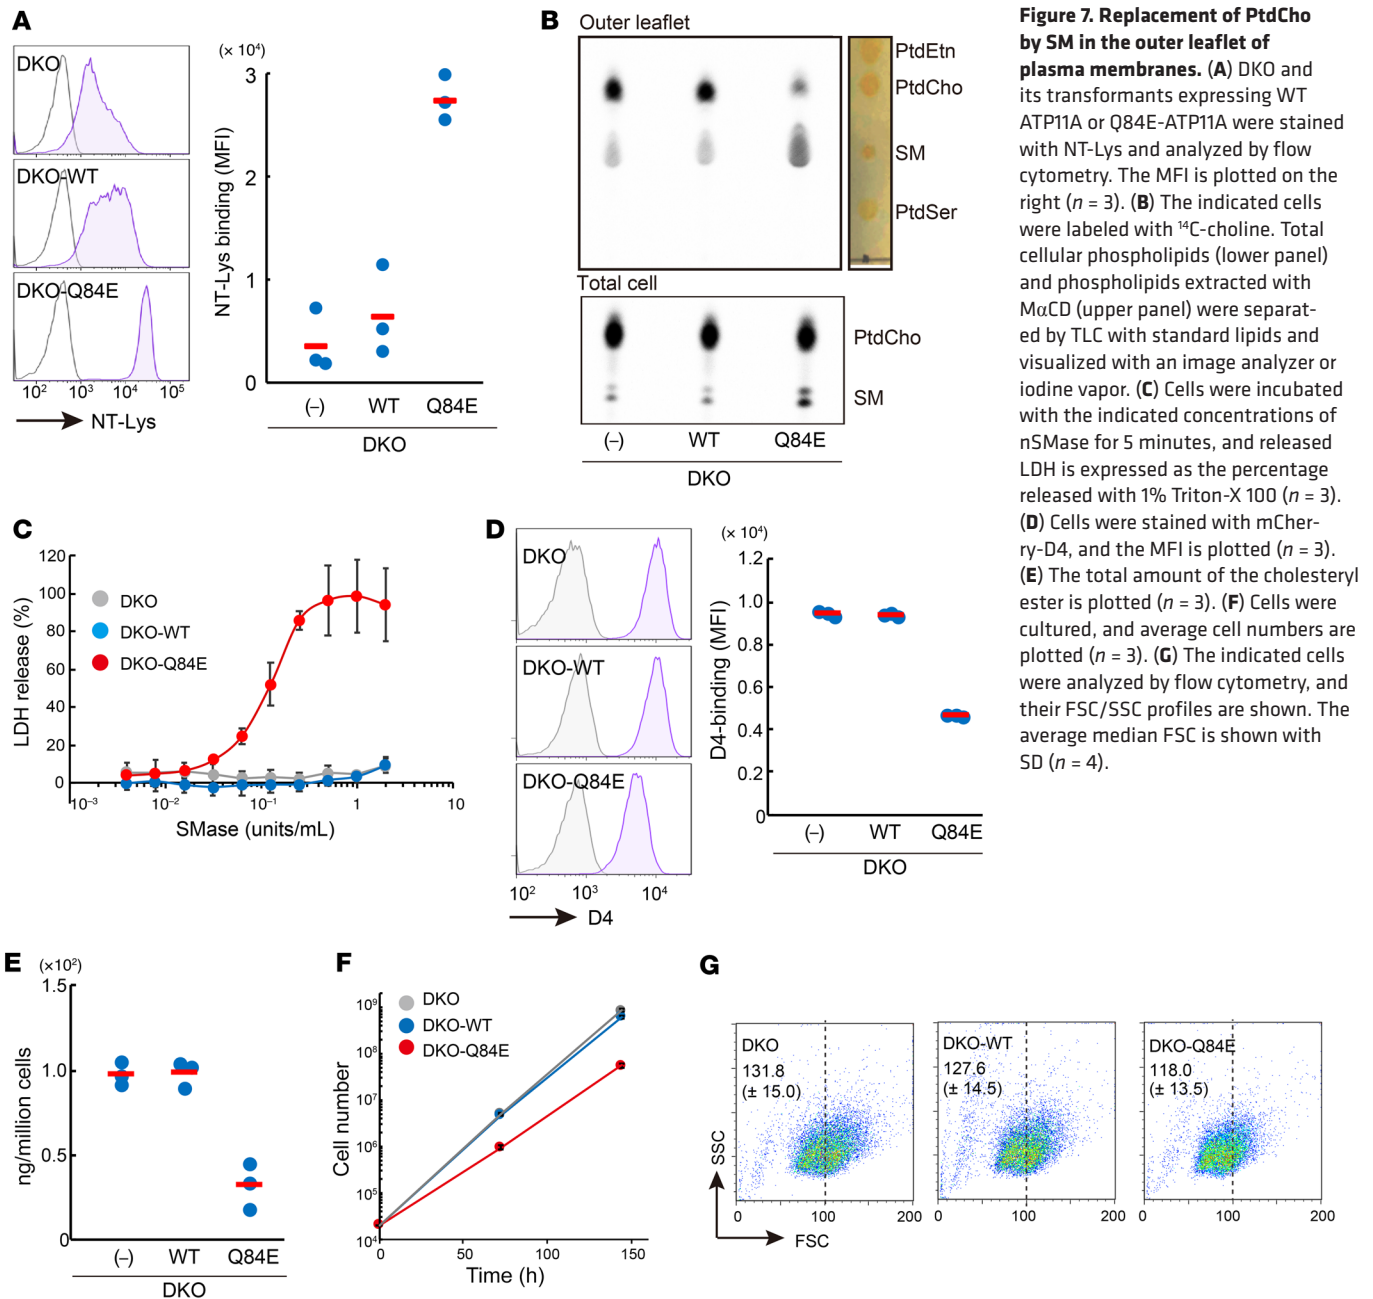 A
DKO
DKO-WT
DKO-Q84E
10² 10³ 10⁴ 10⁵
NT-Lys
(× 10⁴)
3
2
1
0
NT-Lys binding (MFI)
(–) WT Q84E
DKO
B
Outer leaflet
PtdEtn
PtdCho
SM
PtdSer
Total cell
PtdCho
SM
(–) WT Q84E
DKO
Figure 7. Replacement of PtdCho
by SM in the outer leaflet of
plasma membranes. (A) DKO and
its transformants expressing WT
ATP11A or Q84E-ATP11A were stained
with NT-Lys and analyzed by flow
cytometry. The MFI is plotted on the
right (n = 3). (B) The indicated cells
were labeled with ¹⁴C-choline. Total
cellular phospholipids (lower panel)
and phospholipids extracted with
MαCD (upper panel) were separat-
ed by TLC with standard lipids and
visualized with an image analyzer or
iodine vapor. (C) Cells were incubated
with the indicated concentrations of
nSMase for 5 minutes, and released
LDH is expressed as the percentage
released with 1% Triton-X 100 (n = 3).
(D) Cells were stained with mCher-
ry-D4, and the MFI is plotted (n = 3).
(E) The total amount of the cholesteryl
ester is plotted (n = 3). (F) Cells were
cultured, and average cell numbers are
plotted (n = 3). (G) The indicated cells
were analyzed by flow cytometry, and
their FSC/SSC profiles are shown. The
average median FSC is shown with
SD (n = 4).
C
120
100
80
60
40
20
0
LDH release (%)
DKO
DKO-WT
DKO-Q84E
10⁻³ 10⁻² 10⁻¹ 1 10
SMase (units/mL)
D
DKO
DKO-WT
DKO-Q84E
10² 10³ 10⁴
D4
(× 10⁴)
1.2
1.0
0.8
0.6
0.4
0.2
0
D4-binding (MFI)
(–) WT Q84E
DKO
E
(×10²)
1.5
1.0
0.5
0
ng/million cells
(–) WT Q84E
DKO
F
DKO
DKO-WT
DKO-Q84E
10⁹
10⁸
10⁷
10⁶
10⁵
10⁴
Cell number
0 50 100 150
Time (h)
G
DKO
131.8
(± 15.0)
0 100 200
DKO-WT
127.6
(± 14.5)
0 100 200
DKO-Q84E
118.0
(± 13.5)
0 100 200
SSC
FSC